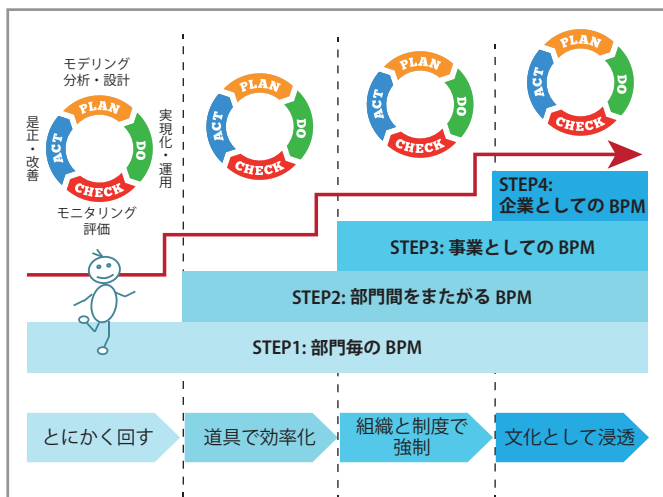 モデリング
分析・設計
PLAN
DO
CHECK
ACT
是正・改善
実現化・運用
モニタリング
評価
PLAN
DO
CHECK
ACT
PLAN
DO
CHECK
ACT
PLAN
DO
CHECK
ACT
STEP4:
企業としての BPM
STEP3: 事業としての BPM
STEP2: 部門間をまたがる BPM
STEP1: 部門毎の BPM
とにかく回す
道具で効率化
組織と制度で
強制
文化として浸透